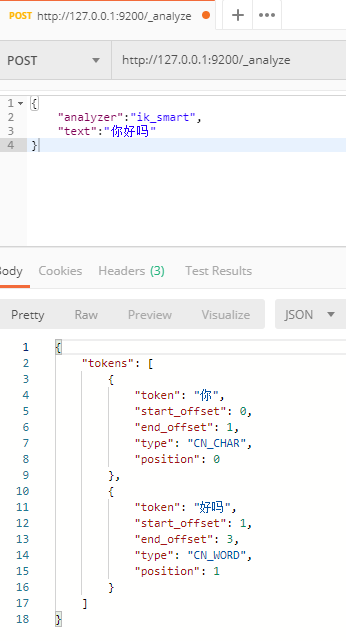 POST http://127.0.0.1:9200/_analyze
POST http://127.0.0.1:9200/_analyze
1 {
2 "analyzer":"ik_smart",
3 "text":"你好吗"
4 }
Body Cookies Headers (3) Test Results
Pretty Raw Preview Visualize JSON
1 {
2 "tokens": [
3 {
4 "token": "你",
5 "start_offset": 0,
6 "end_offset": 1,
7 "type": "CN_CHAR",
8 "position": 0
9 },
10 {
11 "token": "好吗",
12 "start_offset": 1,
13 "end_offset": 3,
14 "type": "CN_WORD",
15 "position": 1
16 }
17 ]
18 }